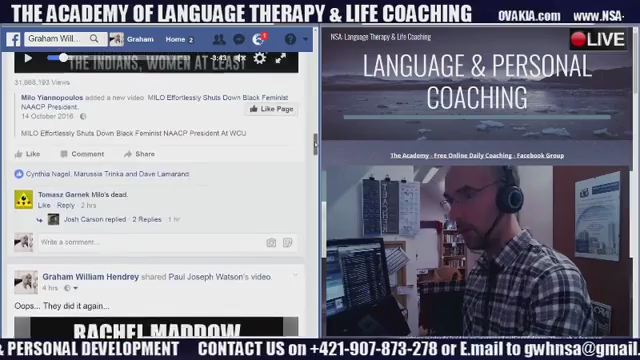 THE ACADEMY OF LANGUAGE THERAPY & LIFE COACHING
OVAKIA.com
www.NSA-
Graham Will...
Graham
Home 2
1
THE INDIANS, WOMEN AT LEAST
-3:43
31,668,193 Views
Milo Yiannopoulos added a new video: MILO Effortlessly Shuts Down Black Feminist
NAACP President.
14 October 2016
Like Page
MILO Effortlessly Shuts Down Black Feminist NAACP President At WCU
Like
Comment
Share
Cynthia Nagel, Marussia Trinka and Dave Lamarand.
Tomasz Garnek Milo's dead.
Like · Reply · 2 hrs
Josh Carson replied · 2 Replies · 1 hr
Write a comment...
Graham William Hendrey shared Paul Joseph Watson's video.
4 hrs
Oops... They did it again...
RACHEL MADDOW
NSA: Language Therapy & Life Coaching
LIVE
LANGUAGE & PERSONAL
COACHING
The Academy - Free Online Daily Coaching - Facebook Group
TEACHER
& PERSONAL DEVELOPMENT
CONTACT US on +421-907-873-278 or E.mail to gwhnsa@gmail